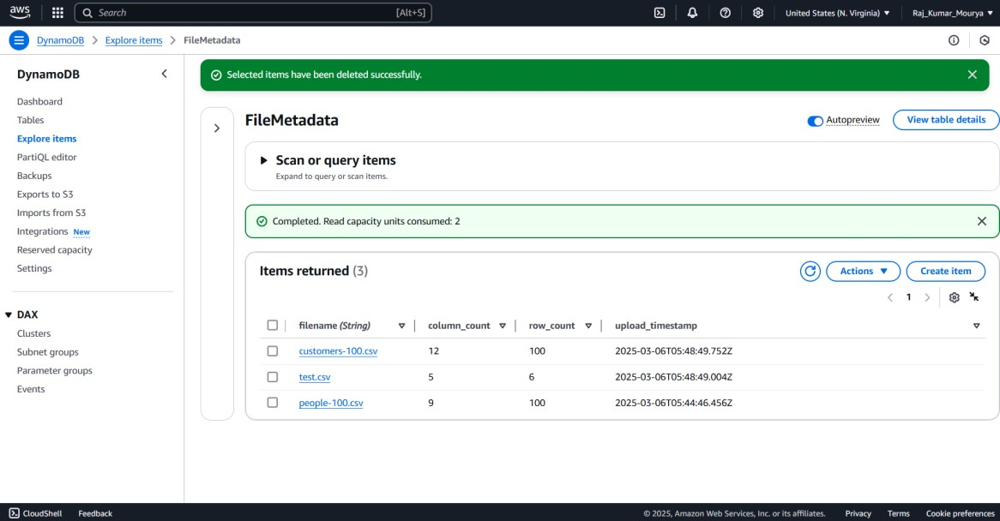 aws
Search [Alt+S]
United States (N. Virginia)
Raj_Kumar_Mourya
DynamoDB
Explore items
FileMetadata
DynamoDB
Dashboard
Tables
Explore items
PartiQL editor
Backups
Exports to S3
Imports from S3
Integrations New
Reserved capacity
Settings
DAX
Clusters
Subnet groups
Parameter groups
Events
Selected items have been deleted successfully.
FileMetadata
Autopreview
View table details
Scan or query items
Expand to query or scan items.
Completed. Read capacity units consumed: 2
Items returned (3)
Actions
Create item
1
filename (String) column_count row_count upload_timestamp
customers-100.csv 12 100 2025-03-06T05:48:49.752Z
test.csv 5 6 2025-03-06T05:48:49.004Z
people-100.csv 9 100 2025-03-06T05:44:46.456Z
CloudShell Feedback © 2025, Amazon Web Services, Inc. or its affiliates. Privacy Terms Cookie preferences